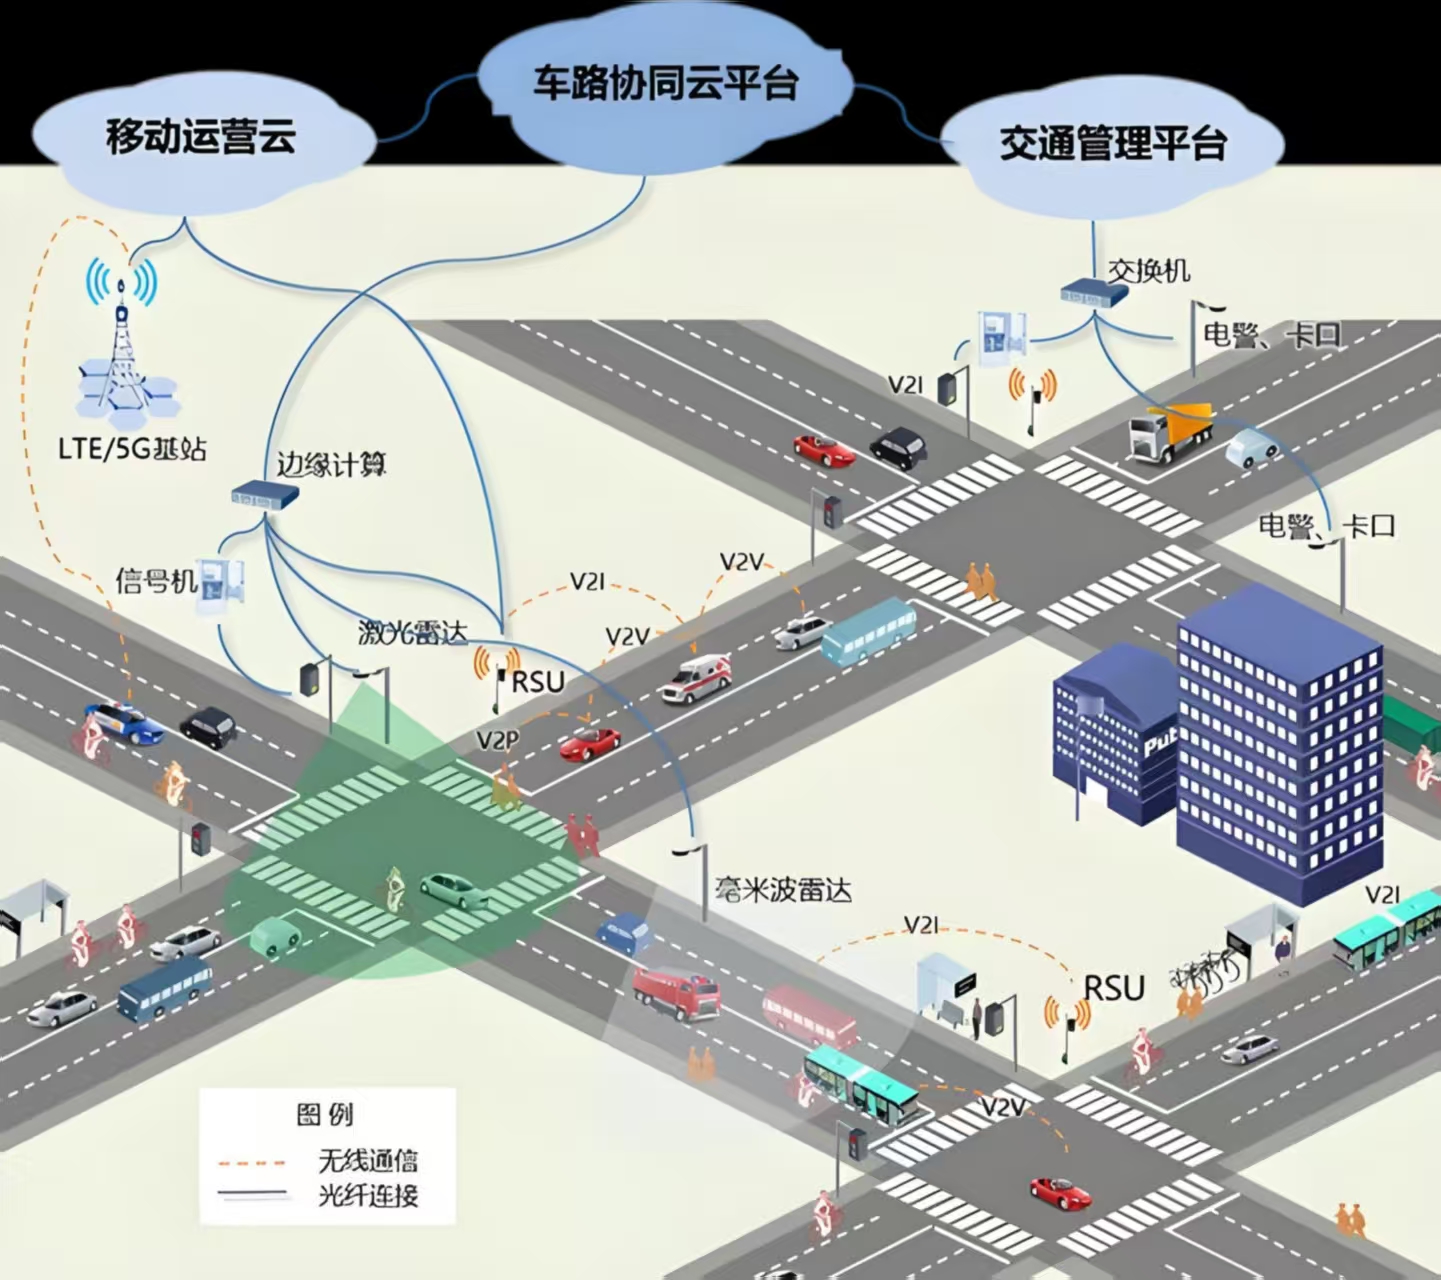 车路协同云平台
移动运营云
交通管理平台
交换机
电警、卡口
V2I
LTE/5G基站
边缘计算
电警、卡口
信号机
V2I
V2V
激光雷达
V2V
RSU
V2P
Pub
毫米波雷达
V2I
V2I
RSU
V2V
图例
无线通信
光纤连接